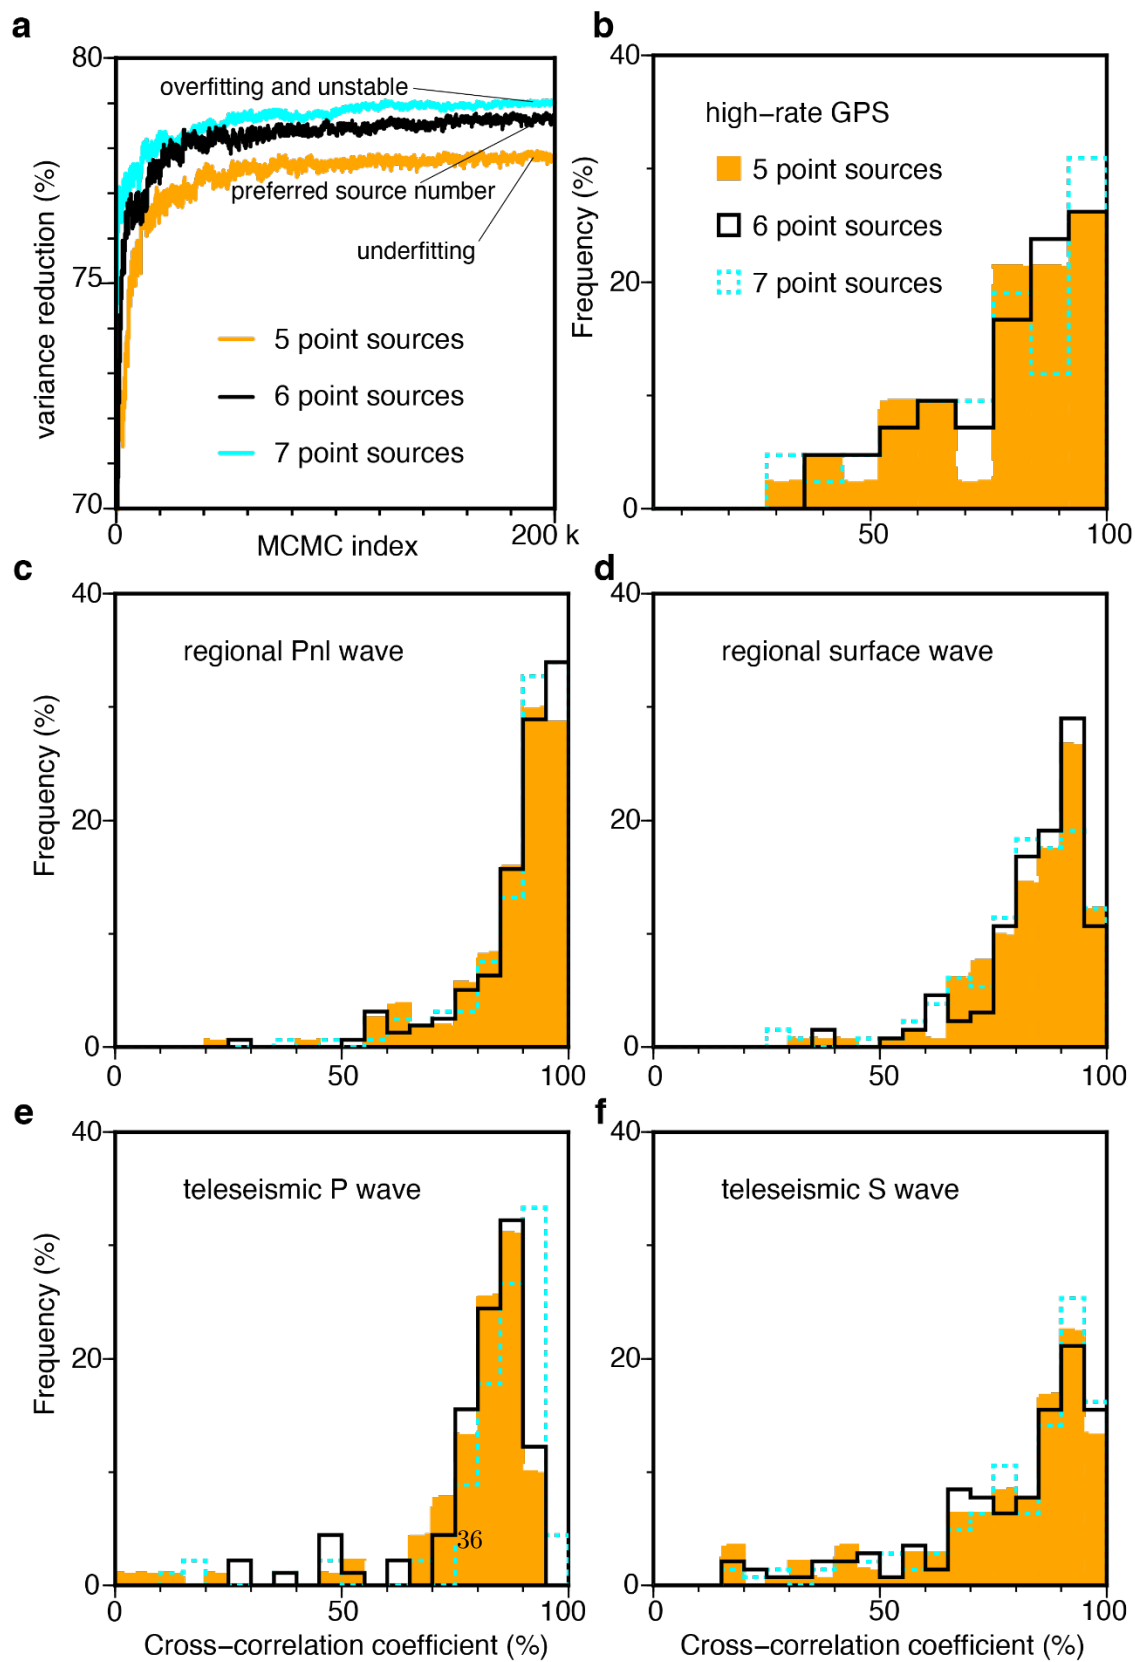 a
80
75
70
variance reduction (%)
overfitting and unstable
preferred source number
underfitting
5 point sources
6 point sources
7 point sources
0
200 k
MCMC index
b
40
20
0
Frequency (%)
high−rate GPS
5 point sources
6 point sources
7 point sources
50
100
c
40
20
0
Frequency (%)
regional Pnl wave
0
50
100
d
40
20
0
regional surface wave
0
50
100
e
40
20
0
Frequency (%)
teleseismic P wave
36
0
50
100
Cross−correlation coefficient (%)
f
40
20
0
teleseismic S wave
0
50
100
Cross−correlation coefficient (%)